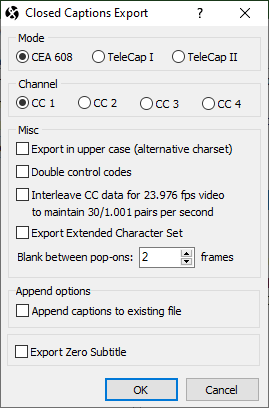 Closed Captions Export
Mode
CEA 608 TeleCap I TeleCap II
Channel
CC 1 CC 2 CC 3 CC 4
Misc
Export in upper case (alternative charset)
Double control codes
Interleave CC data for 23.976 fps video
to maintain 30/1.001 pairs per second
Export Extended Character Set
Blank between pop-ons: 2 frames
Append options
Append captions to existing file
Export Zero Subtitle
OK Cancel